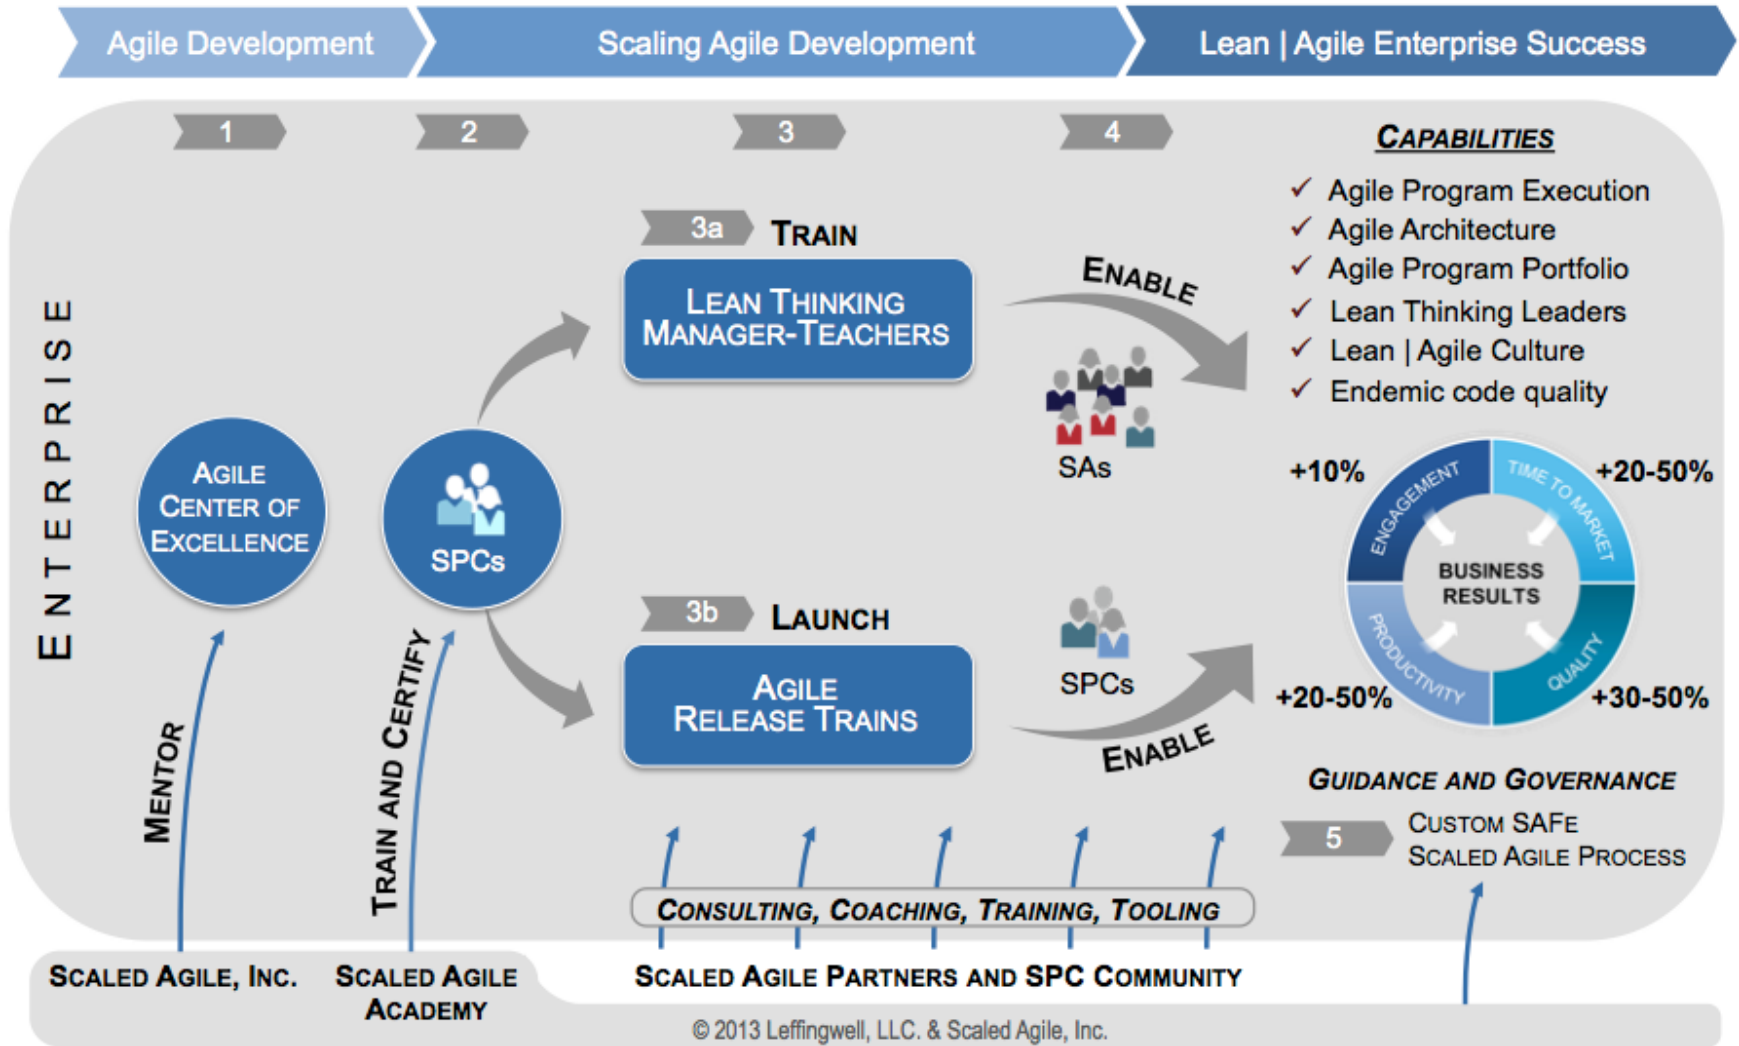 Agile Development
Scaling Agile Development
Lean | Agile Enterprise Success
1
2
3
4
ENTERPRISE
AGILE
CENTER OF
EXCELLENCE
MENTOR
SPCs
TRAIN AND CERTIFY
3a
TRAIN
LEAN THINKING
MANAGER-TEACHERS
ENABLE
SAs
3b
LAUNCH
AGILE
RELEASE TRAINS
SPCs
ENABLE
CAPABILITIES
✓ Agile Program Execution
✓ Agile Architecture
✓ Agile Program Portfolio
✓ Lean Thinking Leaders
✓ Lean | Agile Culture
✓ Endemic code quality
+10%
ENGAGEMENT
TIME TO MARKET
+20-50%
BUSINESS
RESULTS
+20-50%
PRODUCTIVITY
QUALITY
+30-50%
GUIDANCE AND GOVERNANCE
5
CUSTOM SAFE
SCALED AGILE PROCESS
CONSULTING, COACHING, TRAINING, TOOLING
SCALED AGILE, INC.
SCALED AGILE
ACADEMY
SCALED AGILE PARTNERS AND SPC COMMUNITY
© 2013 Leffingwell, LLC. & Scaled Agile, Inc.